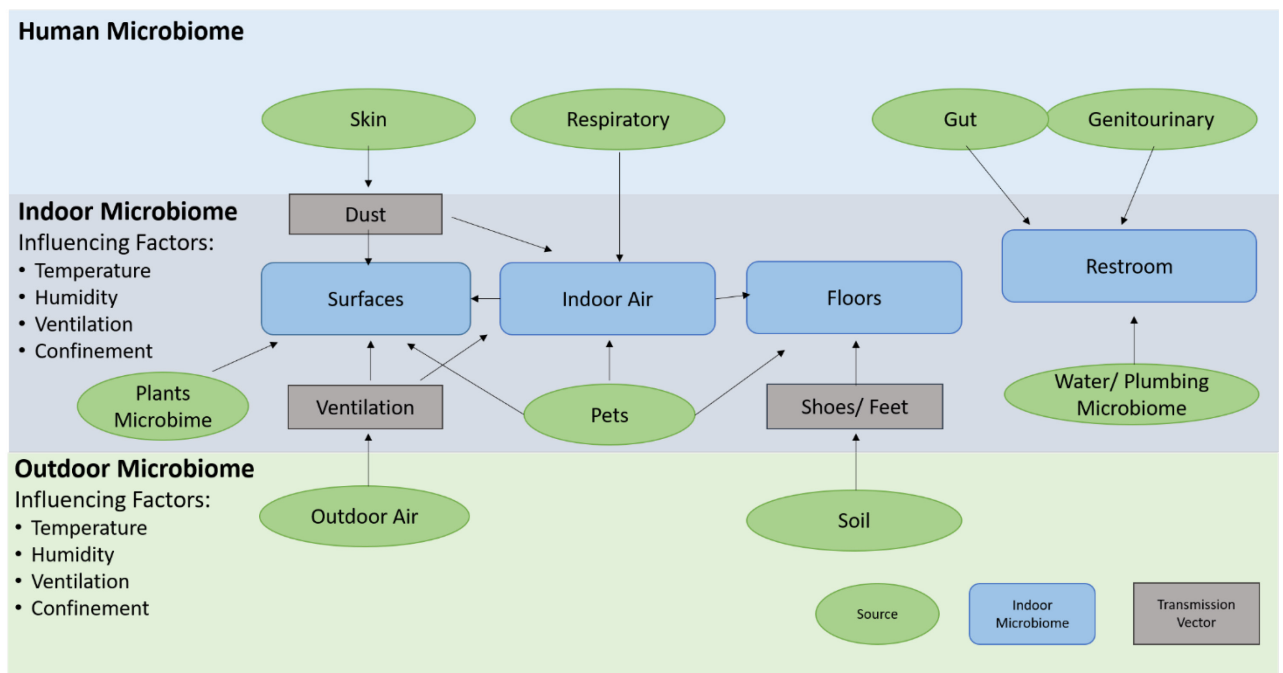 Human Microbiome
Skin
Respiratory
Gut
Genitourinary
Indoor Microbiome
Influencing Factors:
• Temperature
• Humidity
• Ventilation
• Confinement
Dust
Surfaces
Indoor Air
Floors
Restroom
Plants
Microbime
Ventilation
Pets
Shoes/ Feet
Water/ Plumbing
Microbiome
Outdoor Microbiome
Influencing Factors:
• Temperature
• Humidity
• Ventilation
• Confinement
Outdoor Air
Soil
Source
Indoor
Microbiome
Transmission
Vector